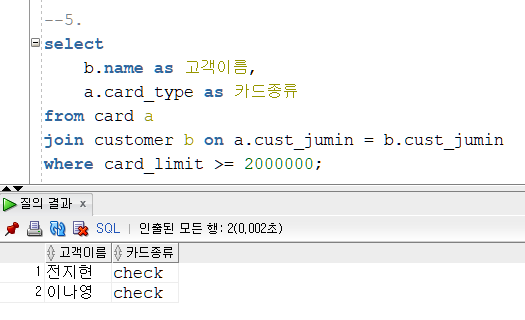 --5.
select
b.name as 고객이름,
a.card_type as 카드종류
from card a
join customer b on a.cust_jumin = b.cust_jumin
where card_limit >= 2000000;
질의 결과 x
SQL | 인출된 모든 행: 2(0,002초)
고객이름 카드종류
1 전지현 check
2 이나영 check